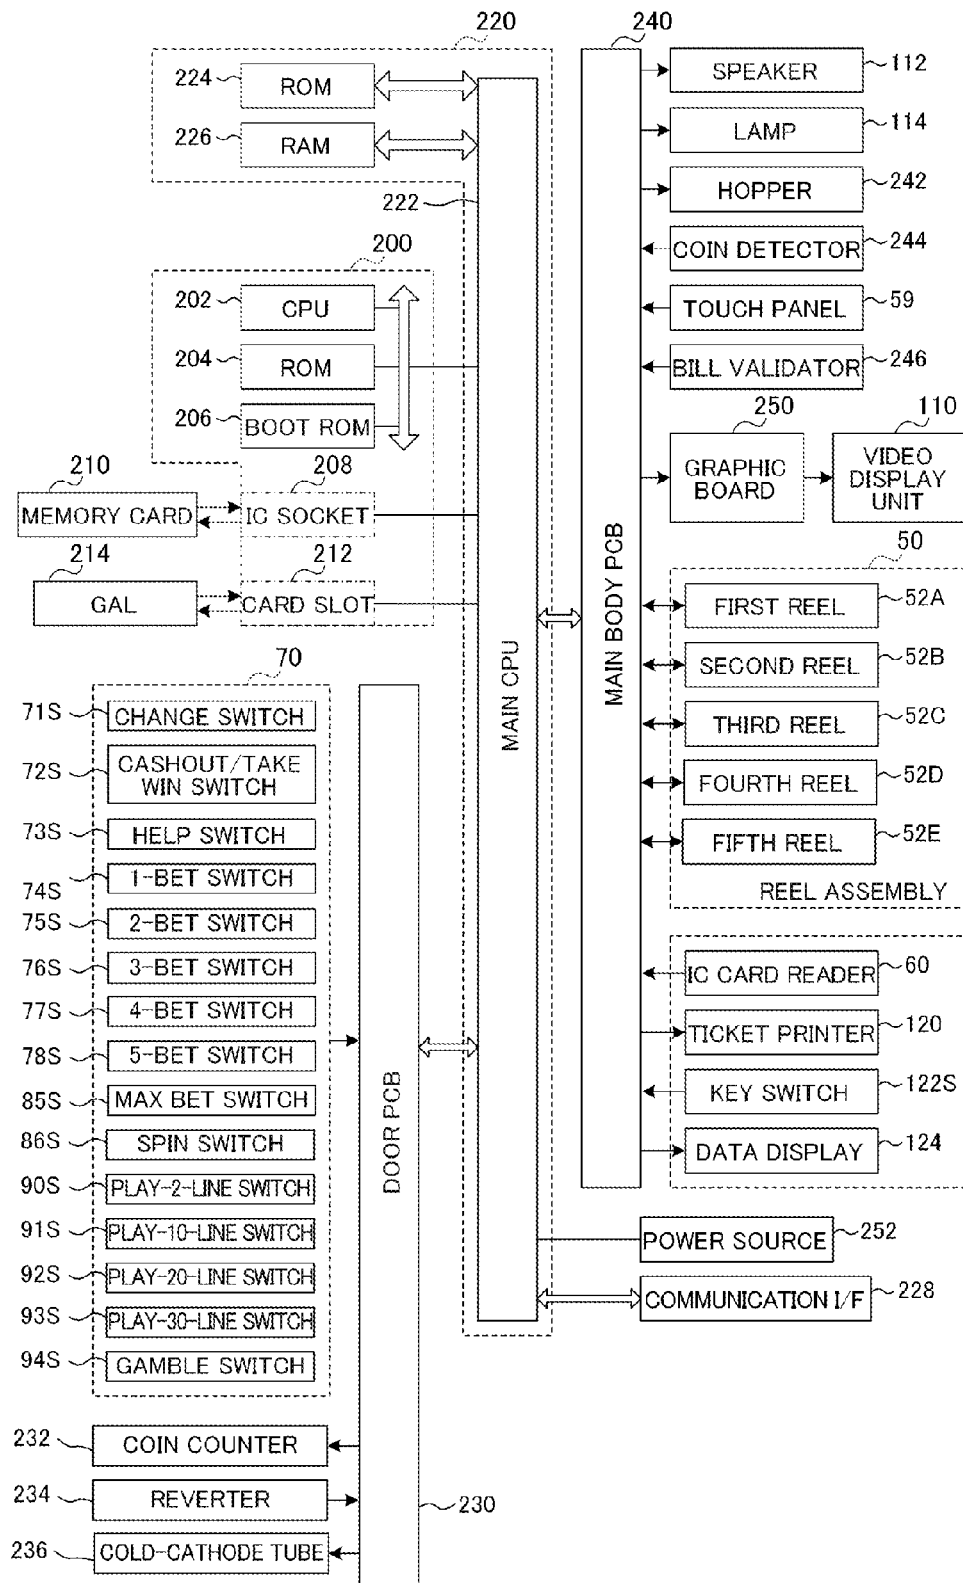 220
240
224
ROM
226
RAM
222
200
202
CPU
204
ROM
206
BOOT ROM
210
208
MEMORY CARD
IC SOCKET
214
212
GAL
CARD SLOT
MAIN CPU
MAIN BODY PCB
SPEAKER
112
LAMP
114
HOPPER
242
COIN DETECTOR
244
TOUCH PANEL
59
BILL VALIDATOR
246
250
110
GRAPHIC
BOARD
VIDEO
DISPLAY
UNIT
50
FIRST REEL
52A
SECOND REEL
52B
THIRD REEL
52C
FOURTH REEL
52D
FIFTH REEL
52E
REEL ASSEMBLY
IC CARD READER
60
TICKET PRINTER
120
KEY SWITCH
122S
DATA DISPLAY
124
POWER SOURCE
252
COMMUNICATION I/F
228
70
71S
CHANGE SWITCH
72S
CASHOUT/TAKE
WIN SWITCH
73S
HELP SWITCH
74S
1-BET SWITCH
75S
2-BET SWITCH
76S
3-BET SWITCH
77S
4-BET SWITCH
78S
5-BET SWITCH
85S
MAX BET SWITCH
86S
SPIN SWITCH
90S
PLAY-2-LINE SWITCH
91S
PLAY-10-LINE SWITCH
92S
PLAY-20-LINE SWITCH
93S
PLAY-30-LINE SWITCH
94S
GAMBLE SWITCH
DOOR PCB
232
COIN COUNTER
234
REVERTER
230
236
COLD-CATHODE TUBE